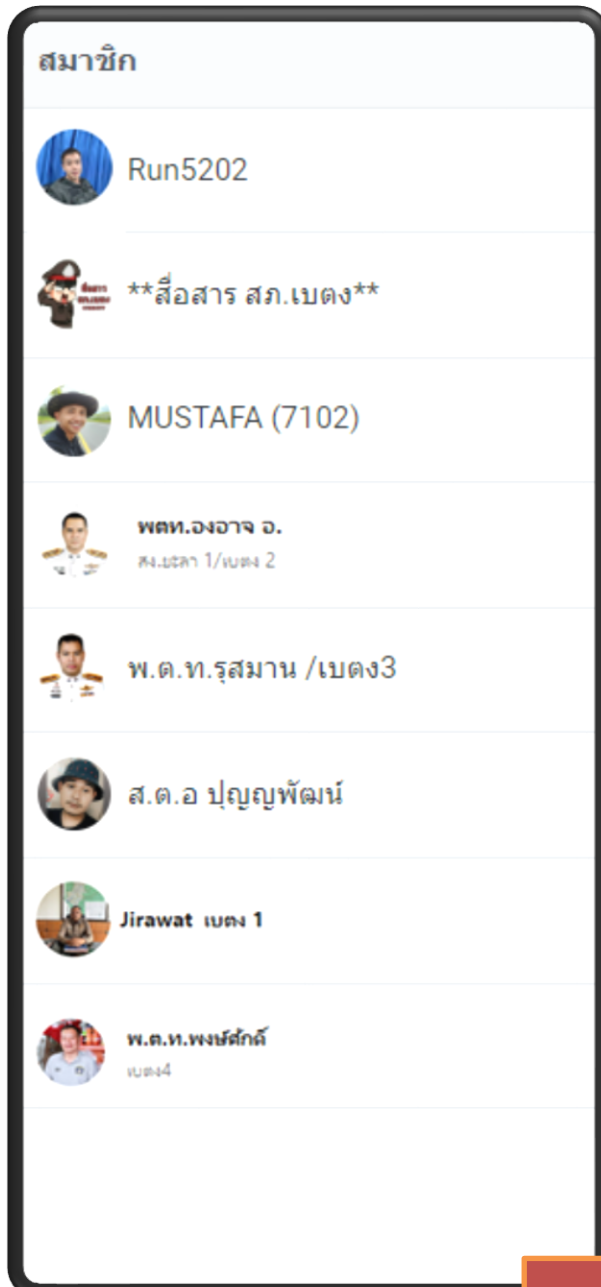 สมาชิก
Run5202
**สื่อสาร สภ.เบตง**
MUSTAFA (7102)
พตท.องอาจ อ.
สง.ยะลา 1/เบตง 2
พ.ต.ท.รุสมาน /เบตง3
ส.ต.อ ปุญญพัฒน์
Jirawat เบตง 1
พ.ต.ท.พงษ์ศักดิ์
เบตง4